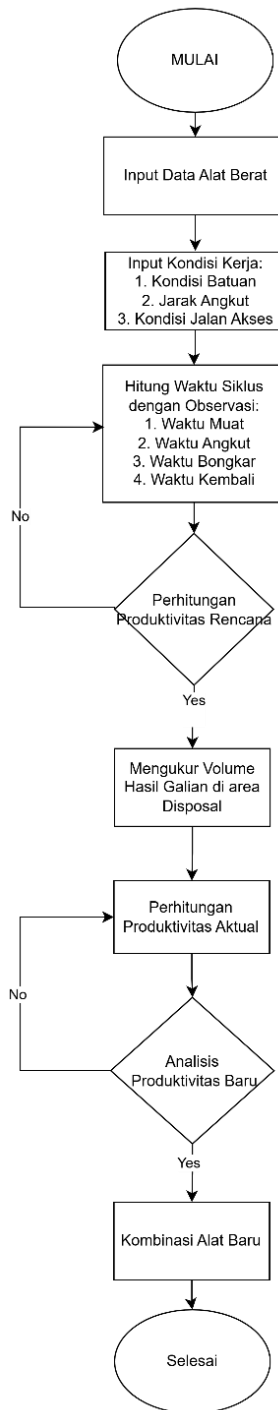 MULAI
Input Data Alat Berat
Input Kondisi Kerja:
1. Kondisi Batuan
2. Jarak Angkut
3. Kondisi Jalan Akses
Hitung Waktu Siklus
dengan Observasi:
1. Waktu Muat
2. Waktu Angkut
3. Waktu Bongkar
4. Waktu Kembali
No
Perhitungan
Produktivitas Rencana
Yes
Mengukur Volume
Hasil Galian di area
Disposal
Perhitungan
Produktivitas Aktual
No
Analisis
Produktivitas Baru
Yes
Kombinasi Alat Baru
Selesai